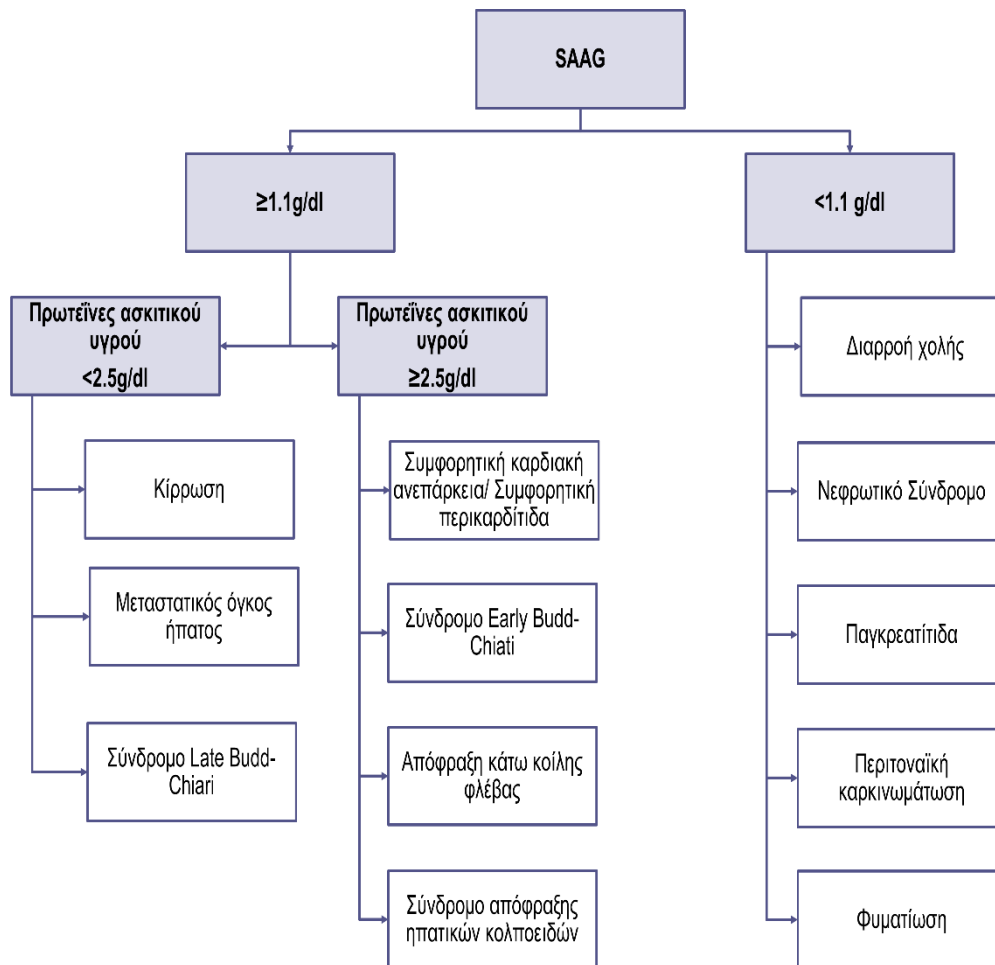 SAAG
≥1.1g/dl
<1.1 g/dl
Πρωτεΐνες ασκιτικού
υγρού
<2.5g/dl
Πρωτεΐνες ασκιτικού
υγρού
≥2.5g/dl
Κίρρωση
Μεταστατικός όγκος
ήπατος
Σύνδρομο Late Budd-
Chiari
Συμφορητική καρδιακή
ανεπάρκεια/ Συμφορητική
περικαρδίτιδα
Σύνδρομο Early Budd-
Chiati
Απόφραξη κάτω κοίλης
φλέβας
Σύνδρομο απόφραξης
ηπατικών κολποειδών
Διαρροή χολής
Νεφρωτικό Σύνδρομο
Παγκρεατίτιδα
Περιτοναϊκή
καρκινωμάτωση
Φυματίωση